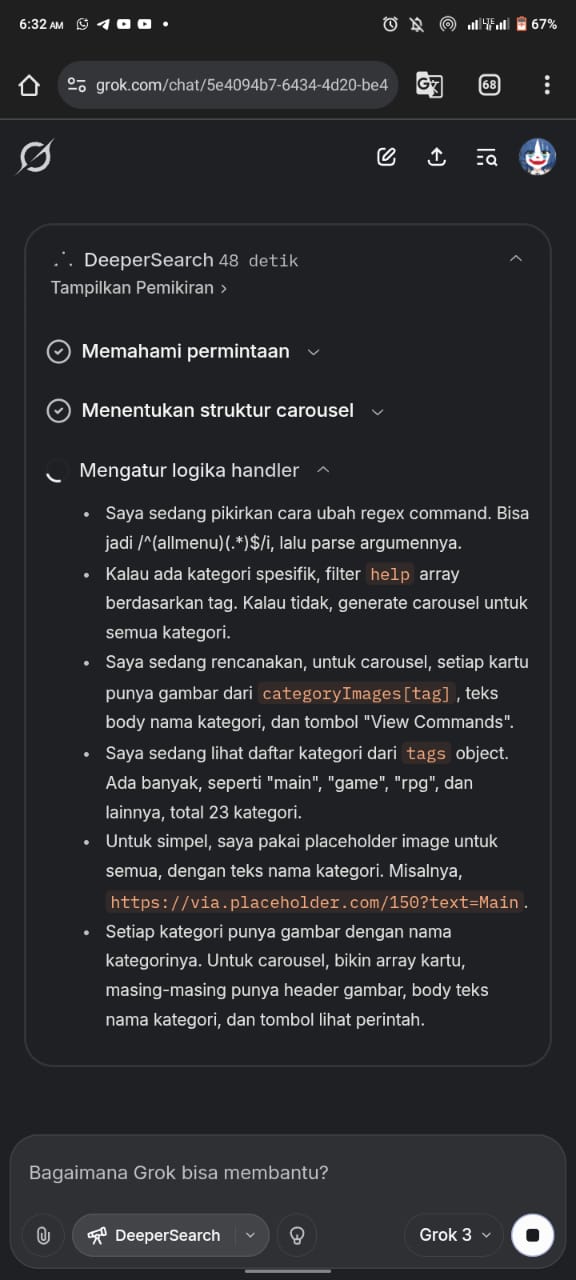 6:32 AM
LTE
67%
grok.com/chat/5e4094b7-6434-4d20-be4
68
DeeperSearch 48 detik
Tampilkan Pemikiran >
Memahami permintaan
Menentukan struktur carousel
Mengatur logika handler
• Saya sedang pikirkan cara ubah regex command. Bisa
jadi /^(allmenu)(.*)$/i, lalu parse argumennya.
• Kalau ada kategori spesifik, filter help array
berdasarkan tag. Kalau tidak, generate carousel untuk
semua kategori.
• Saya sedang rencanakan, untuk carousel, setiap kartu
punya gambar dari categoryImages[tag], teks
body nama kategori, dan tombol "View Commands".
• Saya sedang lihat daftar kategori dari tags object.
Ada banyak, seperti "main", "game", "rpg", dan
lainnya, total 23 kategori.
• Untuk simpel, saya pakai placeholder image untuk
semua, dengan teks nama kategori. Misalnya,
https://via.placeholder.com/150?text=Main.
• Setiap kategori punya gambar dengan nama
kategorinya. Untuk carousel, bikin array kartu,
masing-masing punya header gambar, body teks
nama kategori, dan tombol lihat perintah.
Bagaimana Grok bisa membantu?
DeeperSearch
Grok 3